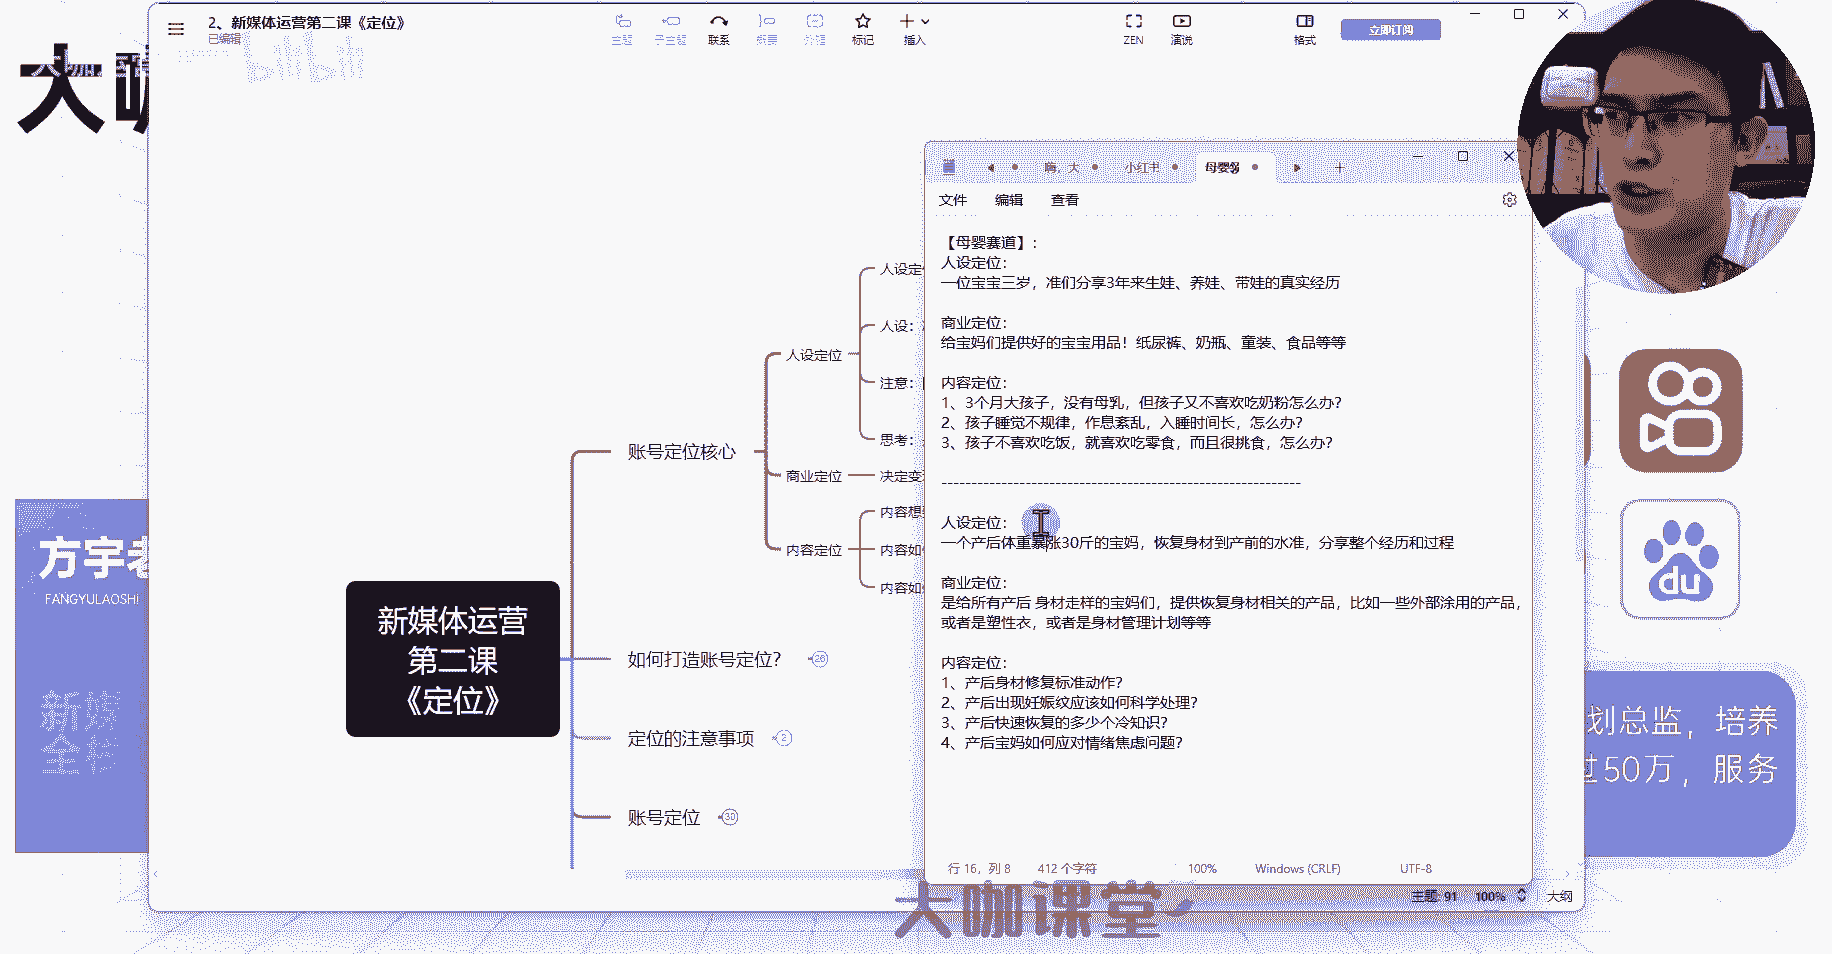 2、新媒体运营第二课《定位》
已编辑
主题
子主题
联系
概要
外框
标记
插入
ZEN
演说
格式
立即订阅
bilibili
大咖
方宇老
FANGYULAOSHI
新媒
全栈
新媒体运营
第二课
《定位》
账号定位核心
人设定位
人设定
人设：
注意：
思考：
商业定位
决定变
内容定位
内容想
内容如
内容如
如何打造账号定位？
26
定位的注意事项
2
账号定位
30
嗨，大
小红书
母婴赛
文件
编辑
查看
【母婴赛道】：
人设定位：
一位宝宝三岁，准们分享3年来生娃、养娃、带娃的真实经历
商业定位：
给宝妈们提供好的宝宝用品！纸尿裤、奶瓶、童装、食品等等
内容定位：
1、3个月大孩子，没有母乳，但孩子又不喜欢吃奶粉怎么办？
2、孩子睡觉不规律，作息紊乱，入睡时间长，怎么办？
3、孩子不喜欢吃饭，就喜欢吃零食，而且很挑食，怎么办？
------------------------------------------------------------
人设定位：
一个产后体重暴涨30斤的宝妈，恢复身材到产前的水准，分享整个经历和过程
商业定位：
是给所有产后 身材走样的宝妈们，提供恢复身材相关的产品，比如一些外部涂用的产品，
或者是塑性衣，或者是身材管理计划等等
内容定位：
1、产后身材修复标准动作？
2、产后出现妊娠纹应该如何科学处理？
3、产后快速恢复的多少个冷知识？
4、产后宝妈如何应对情绪焦虑问题？
行 16，列 8
412 个字符
100%
Windows (CRLF)
UTF-8
主题: 91
100%
大纲
du
划总监，培养
过50万，服务
大咖课堂